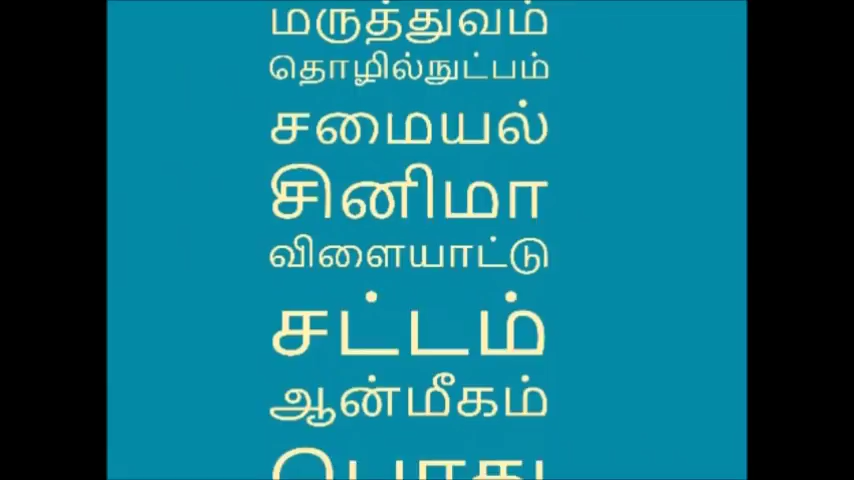 மருத்துவம்
தொழில்நுட்பம்
சமையல்
சினிமா
விளையாட்டு
சட்டம்
ஆன்மீகம்
பொது